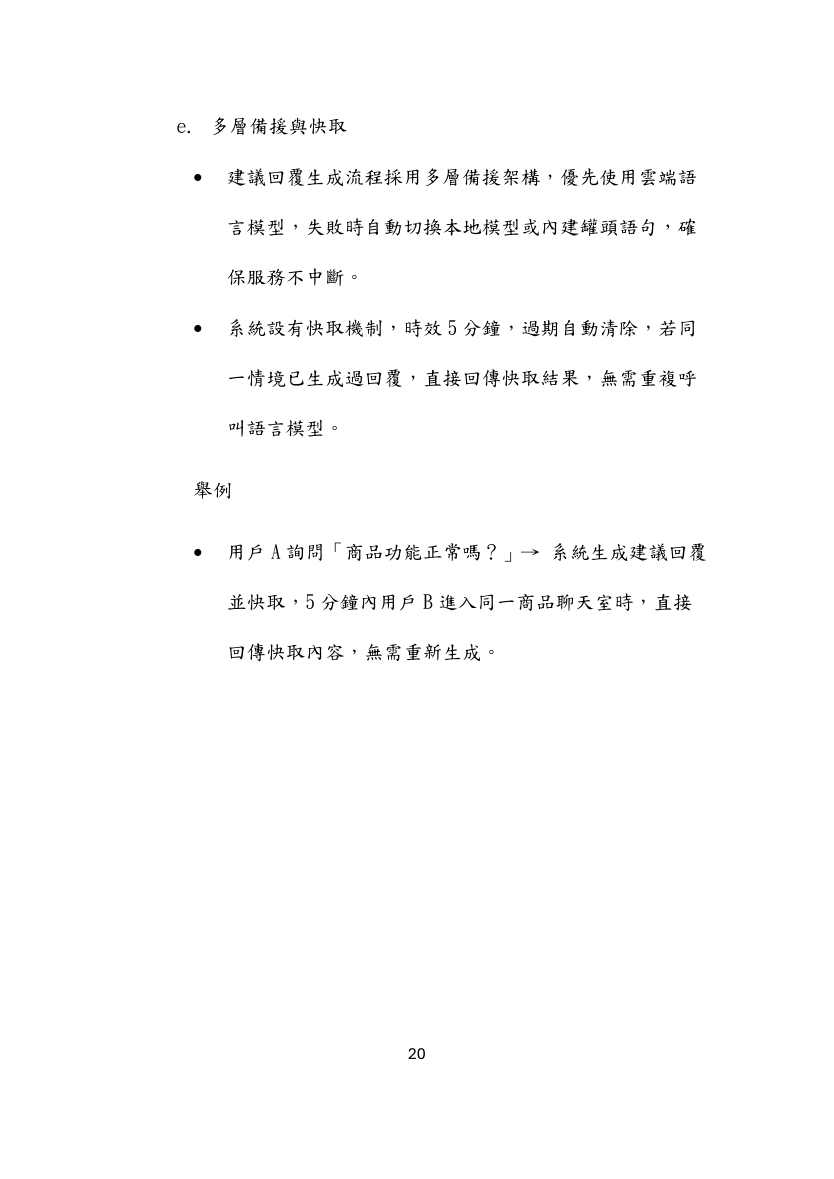 e. 多層備援與快取
• 建議回覆生成流程採用多層備援架構，優先使用雲端語
言模型，失敗時自動切換本地模型或內建罐頭語句，確
保服務不中斷。
• 系統設有快取機制，時效 5 分鐘，過期自動清除，若同
一情境已生成過回覆，直接回傳快取結果，無需重複呼
叫語言模型。
舉例
• 用戶 A 詢問「商品功能正常嗎？」→ 系統生成建議回覆
並快取，5 分鐘內用戶 B 進入同一商品聊天室時，直接
回傳快取內容，無需重新生成。
20